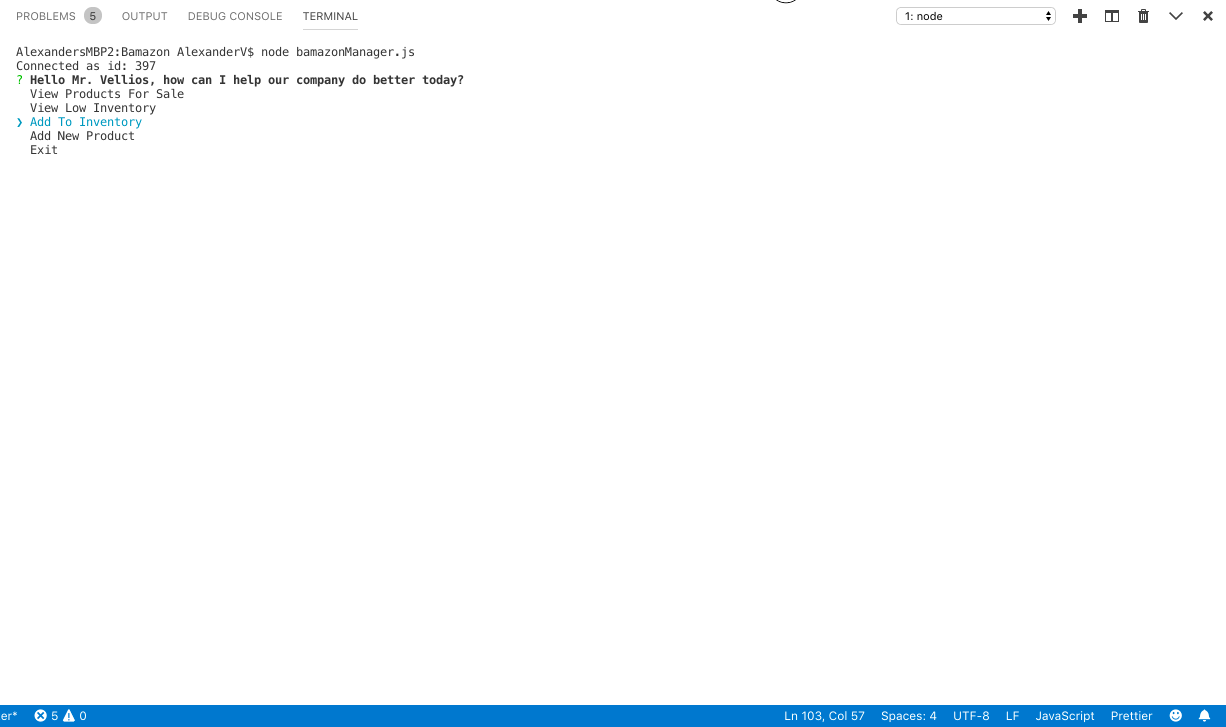 PROBLEMS 5 OUTPUT DEBUG CONSOLE TERMINAL 1: node
AlexandersMBP2:Bamazon AlexanderV$ node bamazonManager.js
Connected as id: 397
? Hello Mr. Vellios, how can I help our company do better today?
View Products For Sale
View Low Inventory
❯ Add To Inventory
Add New Product
Exit
er* 5 0 Ln 103, Col 57 Spaces: 4 UTF-8 LF JavaScript Prettier